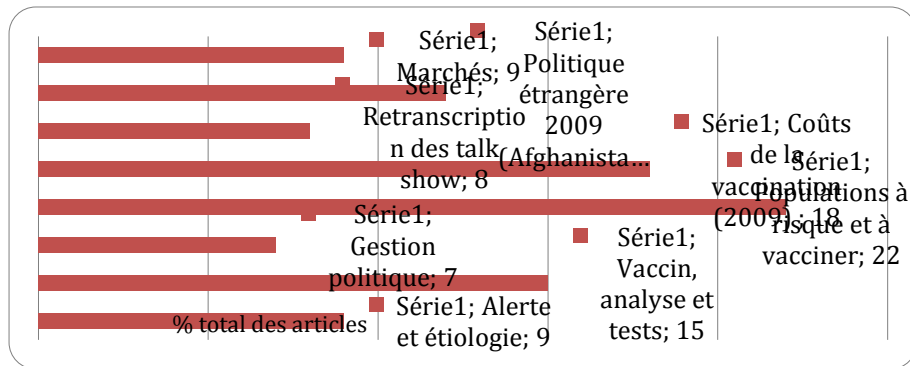 Série1;
Marchés; 9
Série1;
Politique
étrangère
2009
(Afghanista…
Série1;
Retranscriptio
n des talk
show; 8
Série1; Coûts
de la
vaccination
(2009) ; 18
Série1;
Populations à
risque et à
vacciner; 22
Série1;
Gestion
politique; 7
Série1;
Vaccin,
analyse et
tests; 15
Série1; Alerte
et étiologie; 9
% total des articles